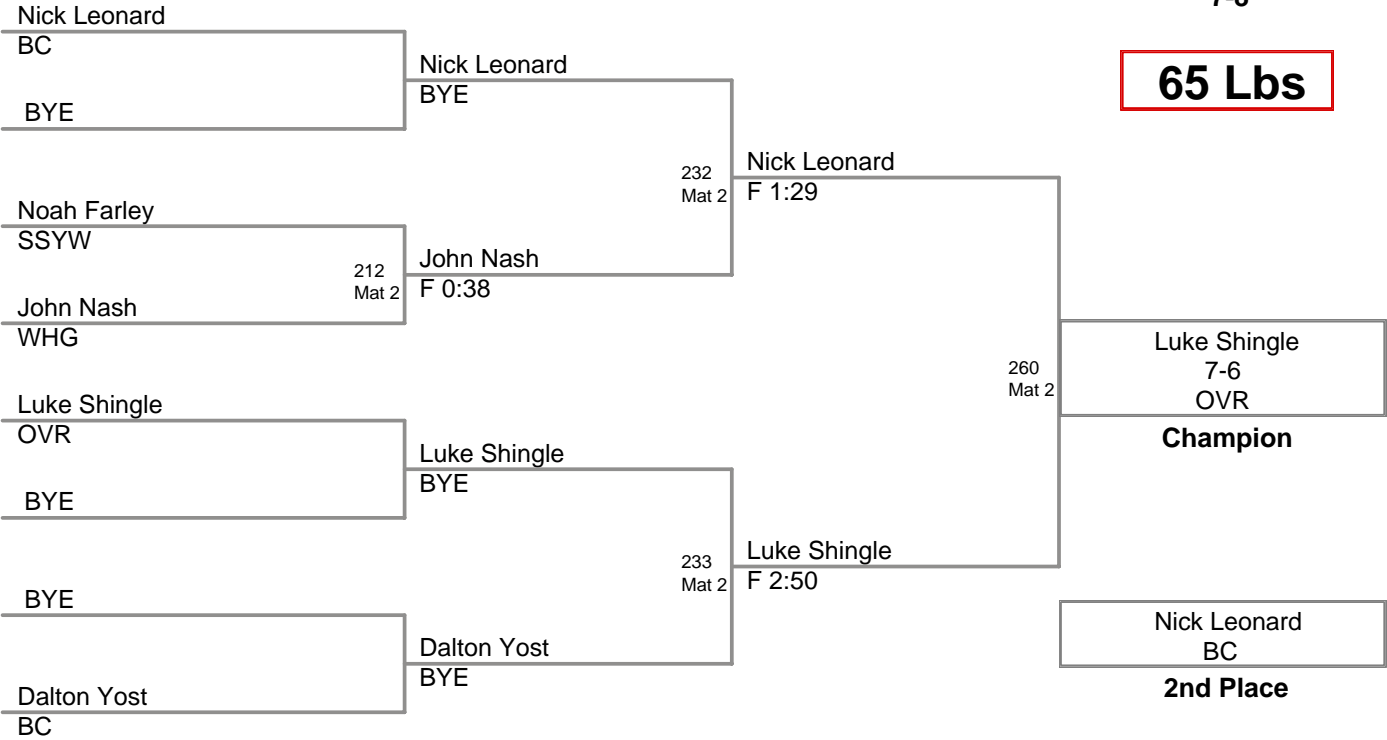 7-8
65 Lbs
Nick Leonard
BC
BYE
Noah Farley
SSYW
John Nash
WHG
Luke Shingle
OVR
BYE
BYE
Dalton Yost
BC
Nick Leonard
BYE
212
Mat 2
John Nash
F 0:38
Luke Shingle
BYE
Dalton Yost
BYE
232
Mat 2
Nick Leonard
F 1:29
233
Mat 2
Luke Shingle
F 2:50
260
Mat 2
Luke Shingle
7-6
OVR
Champion
Nick Leonard
BC
2nd Place